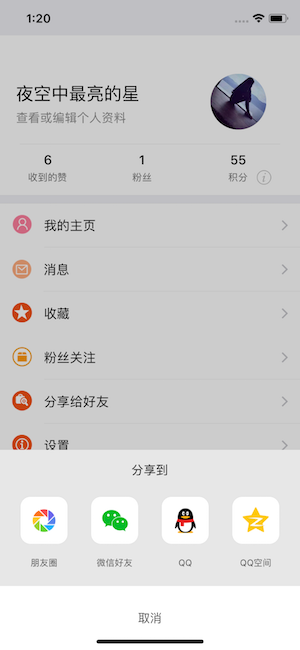 1:20
夜空中最亮的星
查看或编辑个人资料
6 1 55
收到的赞 粉丝 积分 i
我的主页
消息
收藏
粉丝关注
分享给好友
设置
分享到
朋友圈 微信好友 QQ QQ空间
取消